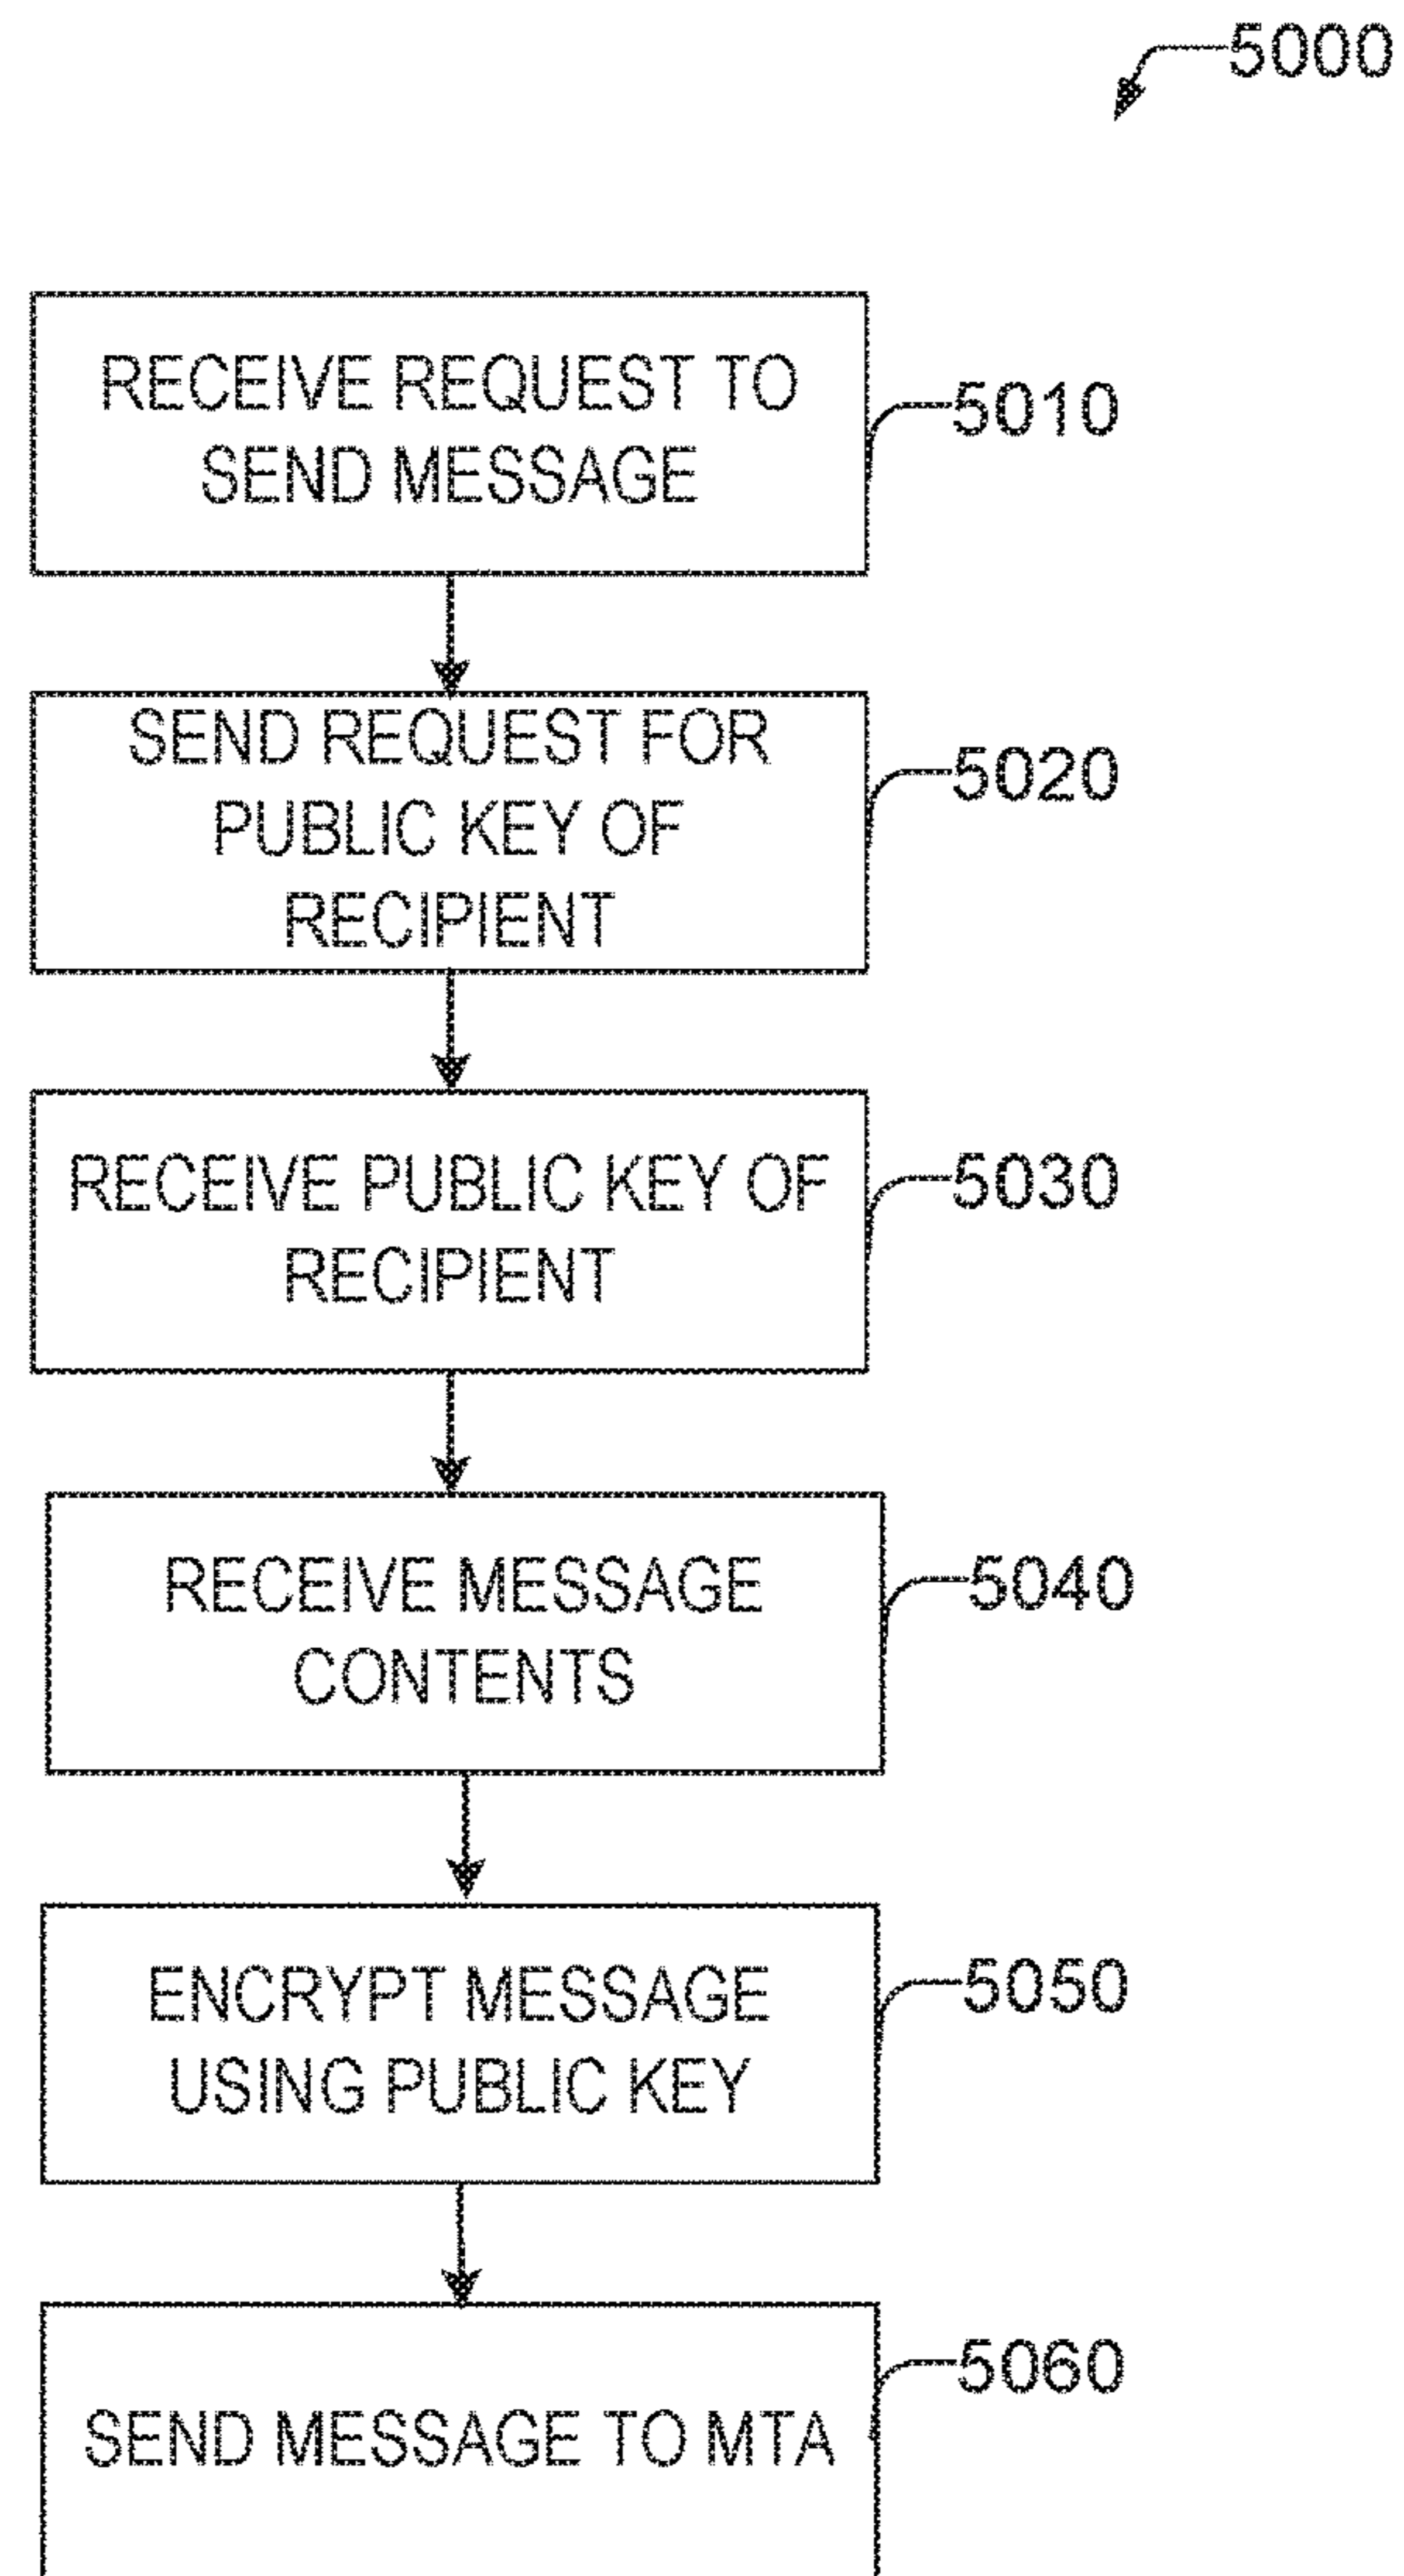 5000
RECEIVE REQUEST TO
SEND MESSAGE
5010
SEND REQUEST FOR
PUBLIC KEY OF
RECIPIENT
5020
RECEIVE PUBLIC KEY OF
RECIPIENT
5030
RECEIVE MESSAGE
CONTENTS
5040
ENCRYPT MESSAGE
USING PUBLIC KEY
5050
SEND MESSAGE TO MTA
5060